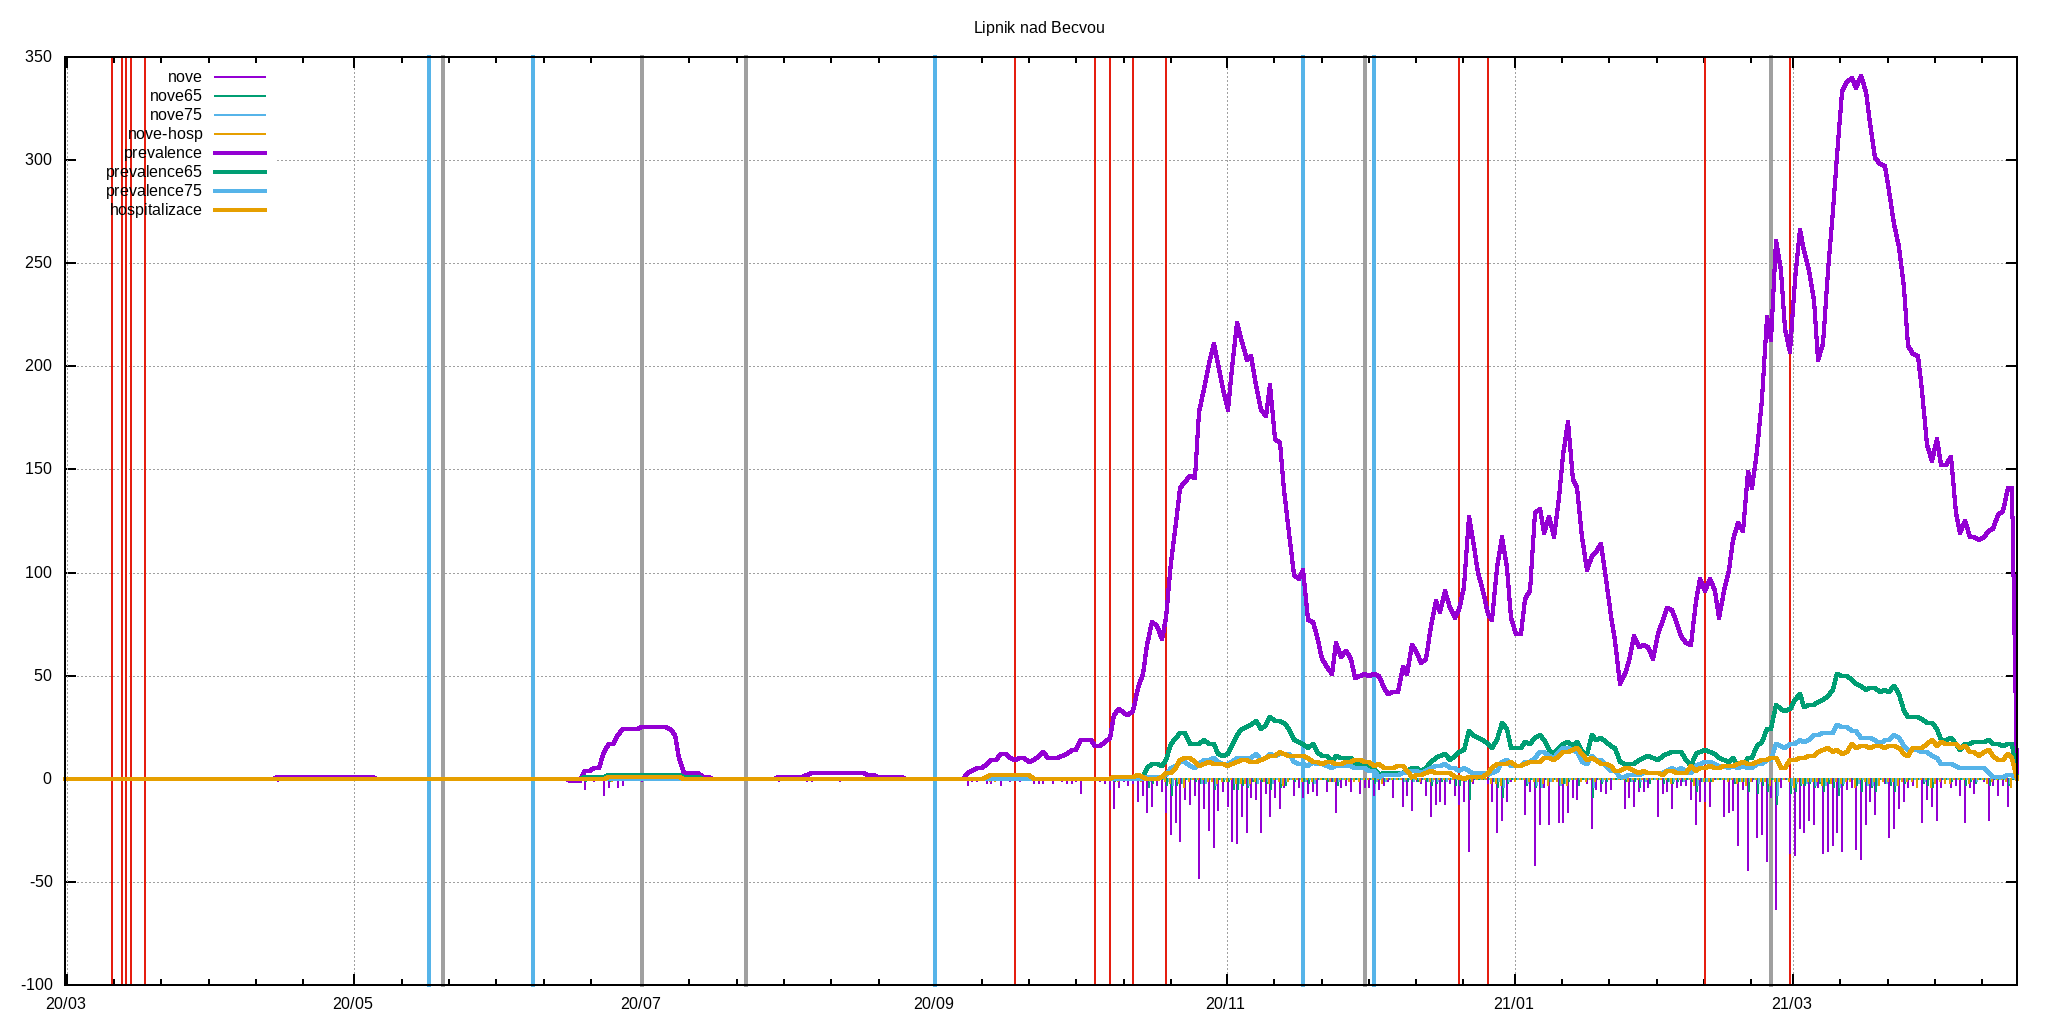 Lipnik nad Becvou
350
300
250
200
150
100
50
0
-50
-100
nove
nove65
nove75
nove-hosp
prevalence
prevalence65
prevalence75
hospitalizace
20/03 20/05 20/07 20/09 20/11 21/01 21/03